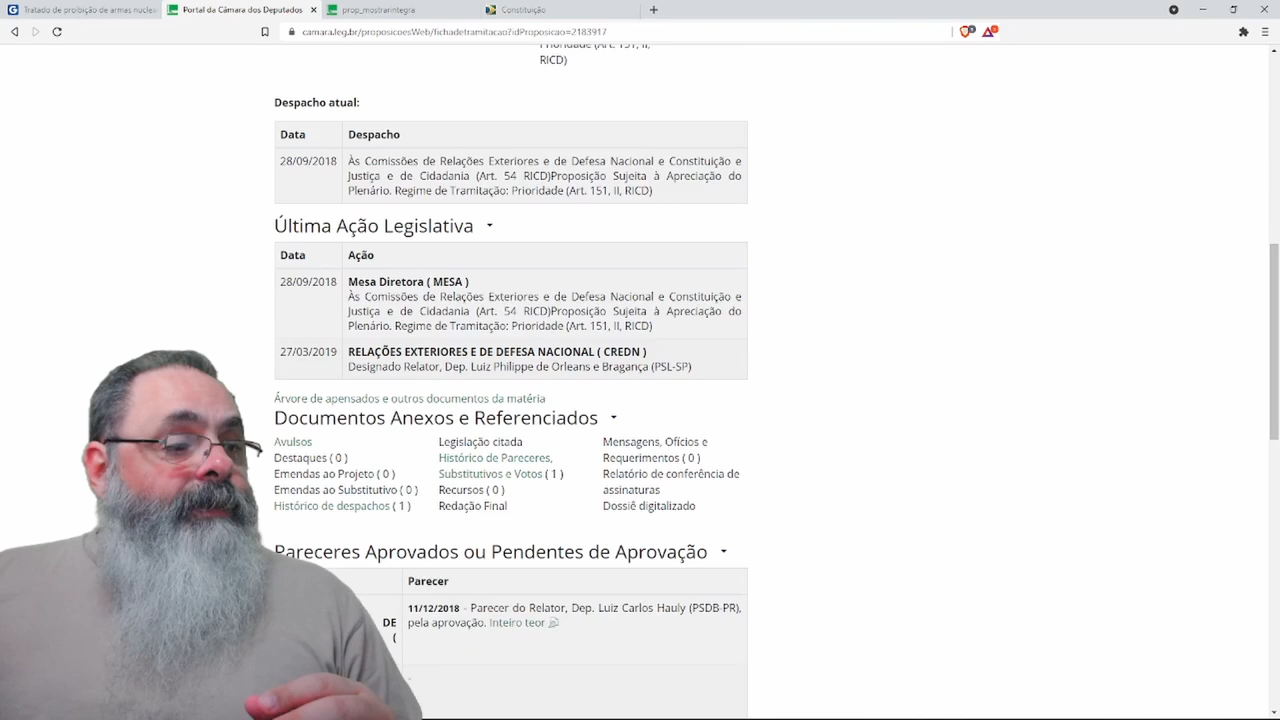 Tratado de proibição de armas nucle
Portal da Câmara dos Deputados
prop_mostrarintegra
Constituição
camara.leg.br/proposicoesWeb/fichadetramitacao?idProposicao=2183917
Prioridade (Art. 151, II,
RICD)
Despacho atual:
Data Despacho
28/09/2018 Às Comissões de Relações Exteriores e de Defesa Nacional e Constituição e
Justiça e de Cidadania (Art. 54 RICD)Proposição Sujeita à Apreciação do
Plenário. Regime de Tramitação: Prioridade (Art. 151, II, RICD)
Última Ação Legislativa
Data Ação
28/09/2018 Mesa Diretora ( MESA )
Às Comissões de Relações Exteriores e de Defesa Nacional e Constituição e
Justiça e de Cidadania (Art. 54 RICD)Proposição Sujeita à Apreciação do
Plenário. Regime de Tramitação: Prioridade (Art. 151, II, RICD)
27/03/2019 RELAÇÕES EXTERIORES E DE DEFESA NACIONAL ( CREDN )
Designado Relator, Dep. Luiz Philippe de Orleans e Bragança (PSL-SP)
Árvore de apensados e outros documentos da matéria
Documentos Anexos e Referenciados
Avulsos
Destaques ( 0 )
Emendas ao Projeto ( 0 )
Emendas ao Substitutivo ( 0 )
Histórico de despachos ( 1 )
Legislação citada
Histórico de Pareceres,
Substitutivos e Votos ( 1 )
Recursos ( 0 )
Redação Final
Mensagens, Ofícios e
Requerimentos ( 0 )
Relatório de conferência de
assinaturas
Dossiê digitalizado
Pareceres Aprovados ou Pendentes de Aprovação
Parecer
DE
(
11/12/2018 - Parecer do Relator, Dep. Luiz Carlos Hauly (PSDB-PR),
pela aprovação. Inteiro teor